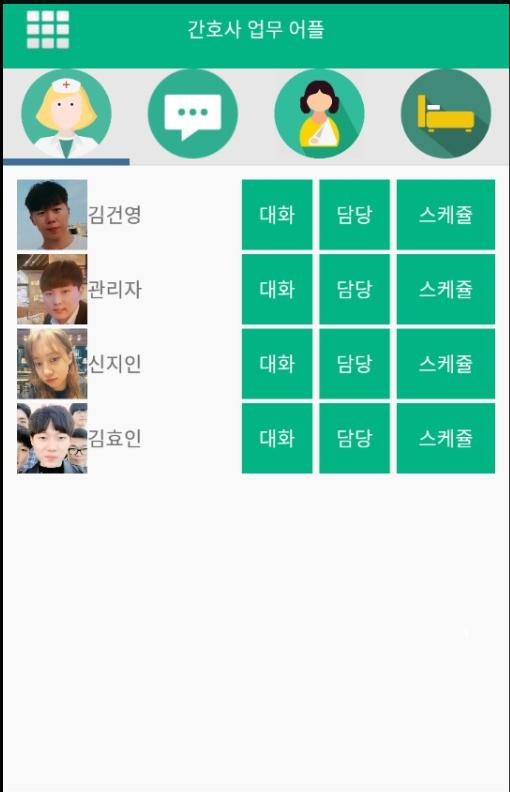 간호사 업무 어플
김건영 대화 담당 스케쥴
관리자 대화 담당 스케쥴
신지인 대화 담당 스케쥴
김효인 대화 담당 스케쥴